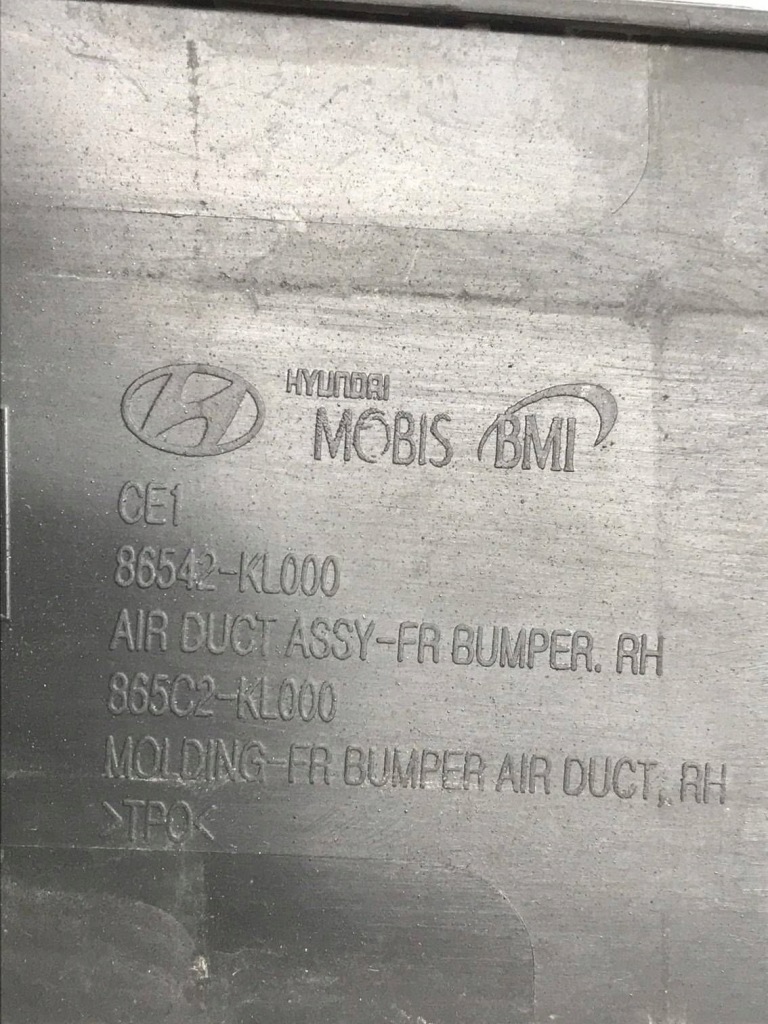 HYUNDAI
MOBIS BMI
CE1
86542-KL000
AIR DUCT ASSY-FR BUMPER. RH
865C2-KL000
MOLDING-FR BUMPER AIR DUCT, RH
>TPO<